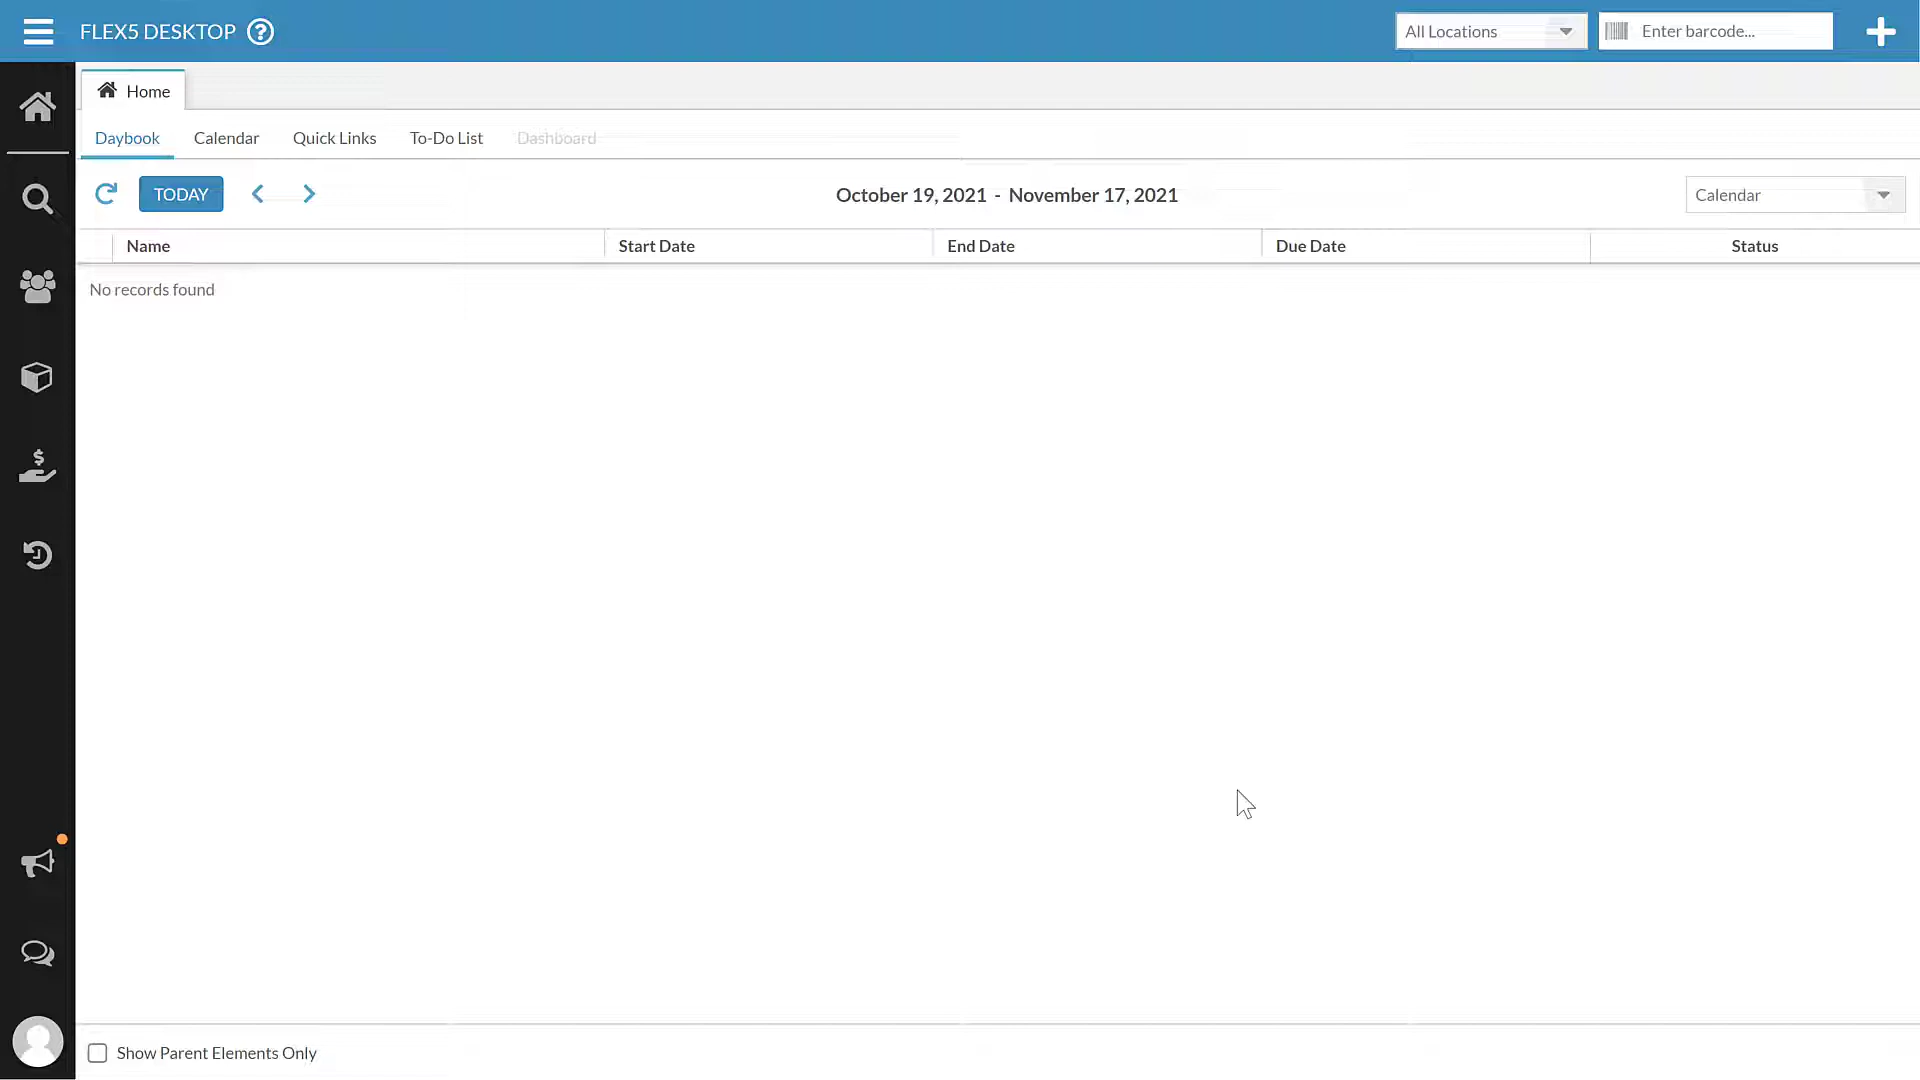 FLEX5 DESKTOP
All Locations
Enter barcode...
Home
Daybook Calendar Quick Links To-Do List Dashboard
TODAY
October 19, 2021 - November 17, 2021
Calendar
Name Start Date End Date Due Date Status
No records found
Show Parent Elements Only